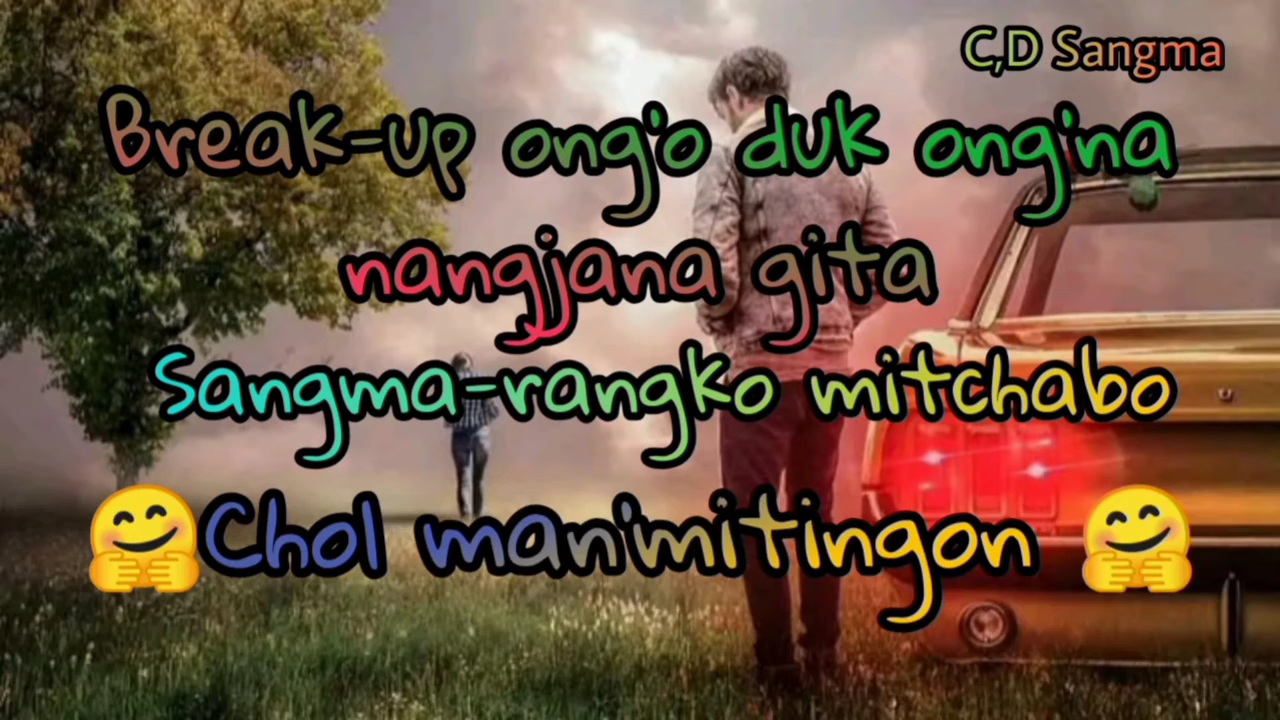 C,D Sangma
Break-up ong'o duk ong'na
nangjana gita
Sangma-rangko mitchabo
🤗Chol man'mitingon 🤗